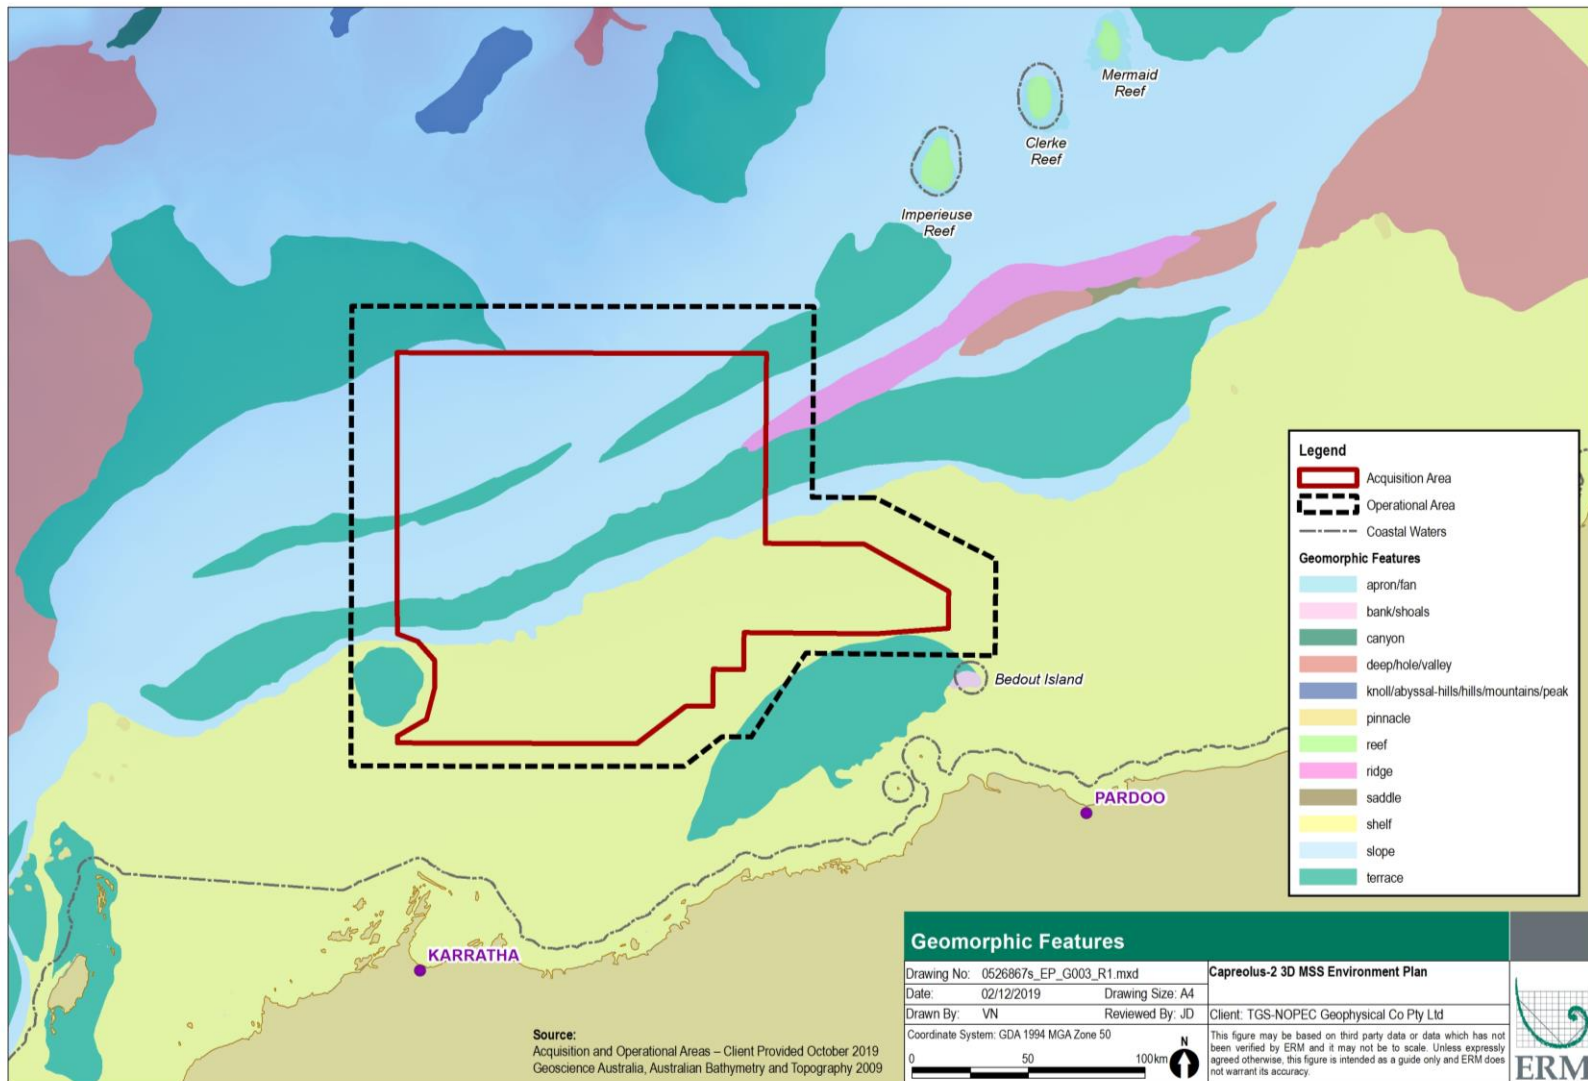 Mermaid
Reef
Clerke
Reef
Imperieuse
Reef
Bedout Island
PARDOO
KARRATHA
Legend
Acquisition Area
Operational Area
Coastal Waters
Geomorphic Features
apron/fan
bank/shoals
canyon
deep/hole/valley
knoll/abyssal-hills/hills/mountains/peak
pinnacle
reef
ridge
saddle
shelf
slope
terrace
Source:
Acquisition and Operational Areas – Client Provided October 2019
Geoscience Australia, Australian Bathymetry and Topography 2009
Geomorphic Features
Drawing No: 0526867s_EP_G003_R1.mxd
Date: 02/12/2019 Drawing Size: A4
Drawn By: VN Reviewed By: JD
Coordinate System: GDA 1994 MGA Zone 50
N
0 50 100km
Capreolus-2 3D MSS Environment Plan
Client: TGS-NOPEC Geophysical Co Pty Ltd
This figure may be based on third party data or data which has not
been verified by ERM and it may not be to scale. Unless expressly
agreed otherwise, this figure is intended as a guide only and ERM does
not warrant its accuracy.
ERM